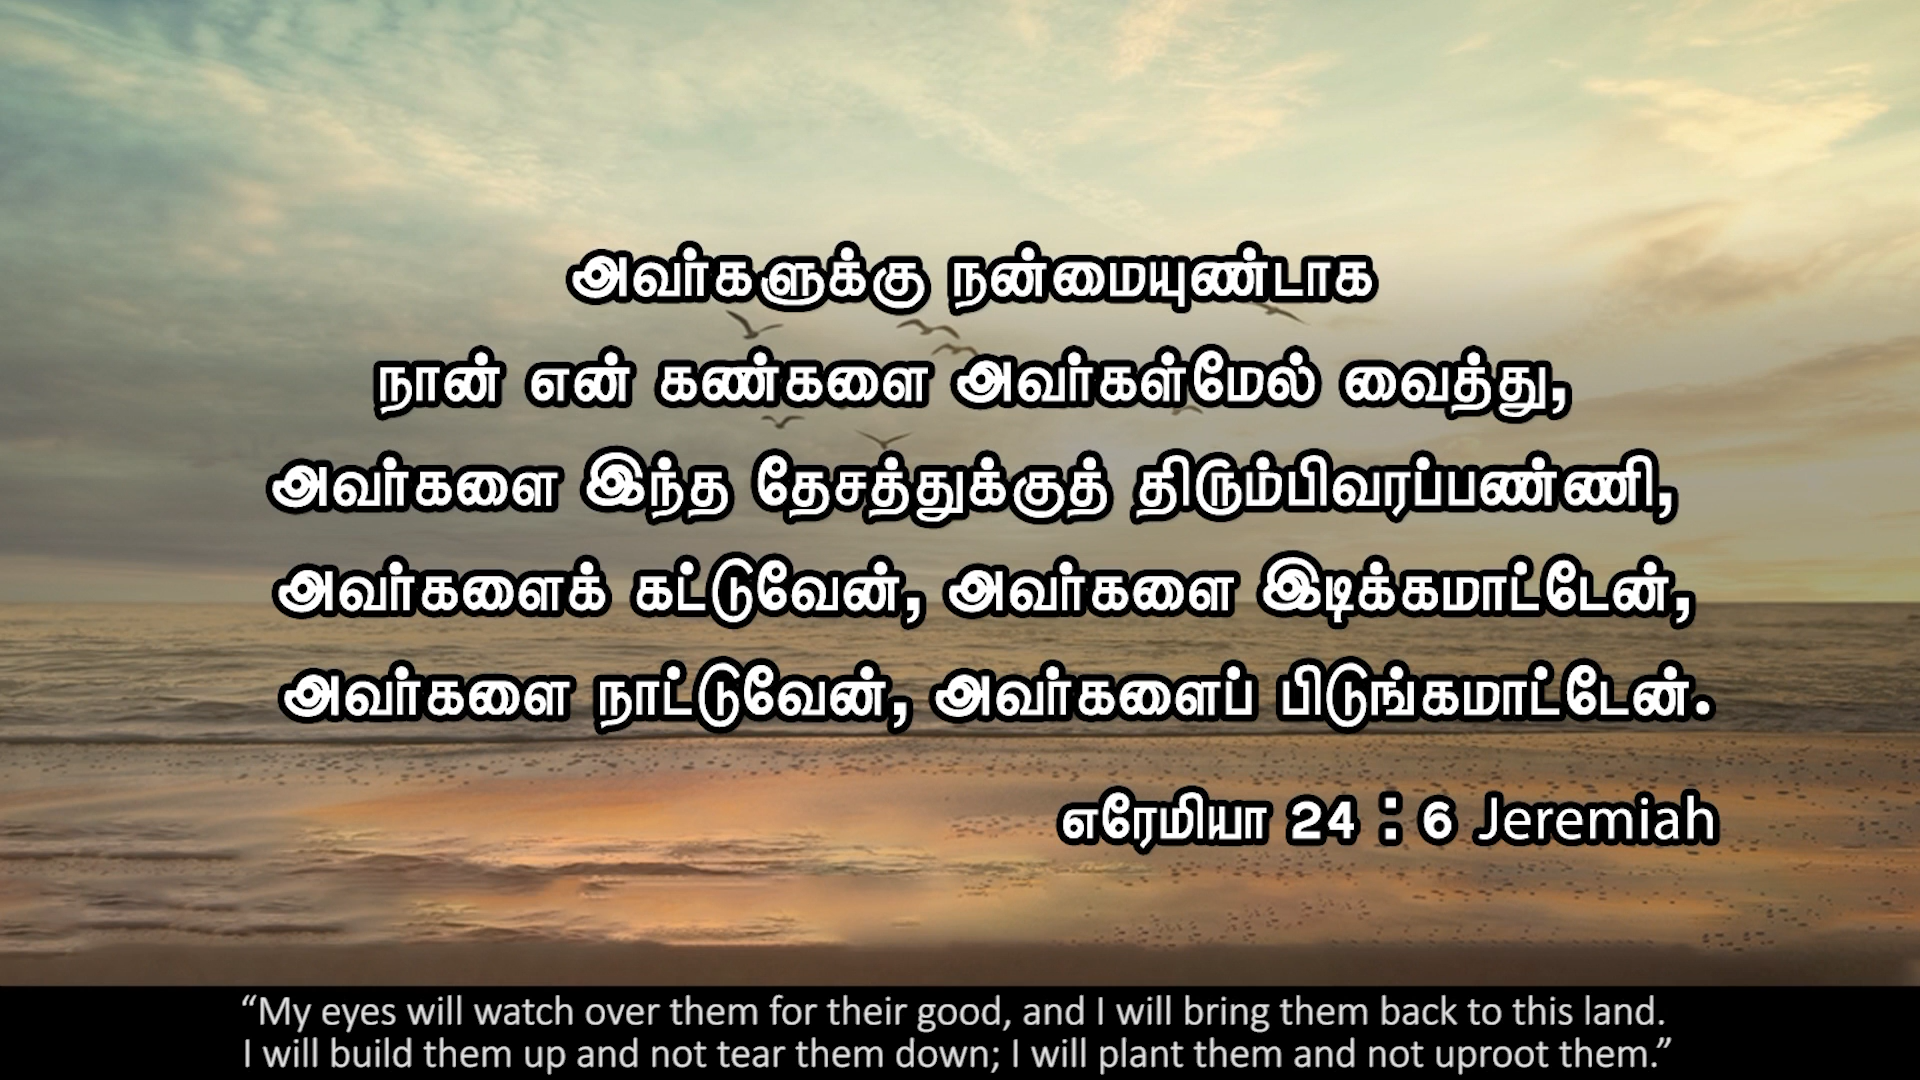 அவர்களுக்கு நன்மையுண்டாக
நான் என் கண்களை அவர்கள்மேல் வைத்து,
அவர்களை இந்த தேசத்துக்குத் திரும்பிவரப்பண்ணி,
அவர்களைக் கட்டுவேன், அவர்களை இடிக்கமாட்டேன்,
அவர்களை நாட்டுவேன், அவர்களைப் பிடுங்கமாட்டேன்.
எரேமியா 24 : 6 Jeremiah
“My eyes will watch over them for their good, and I will bring them back to this land.
I will build them up and not tear them down; I will plant them and not uproot them.”